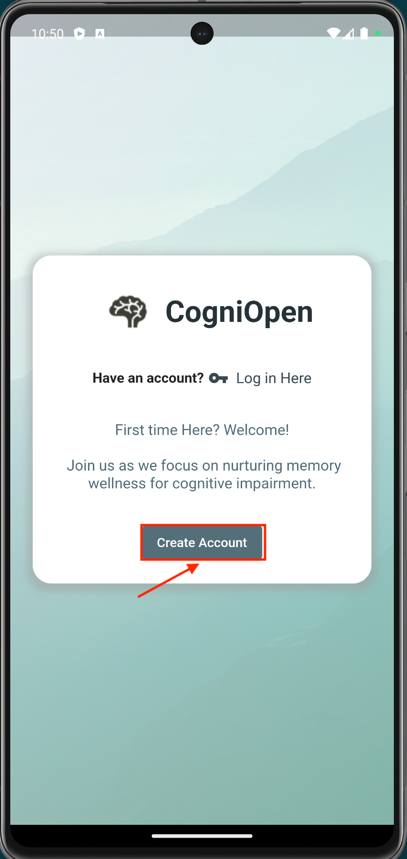 10:50
CogniOpen
Have an account? Log in Here
First time Here? Welcome!
Join us as we focus on nurturing memory
wellness for cognitive impairment.
Create Account